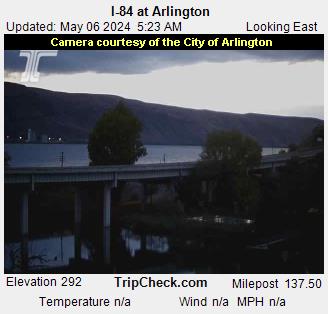 I-84 at Arlington
Updated: May 06 2024 5:23 AM Looking East
Camera courtesy of the City of Arlington
Elevation 292 TripCheck.com Milepost 137.50
Temperature n/a Wind n/a MPH n/a